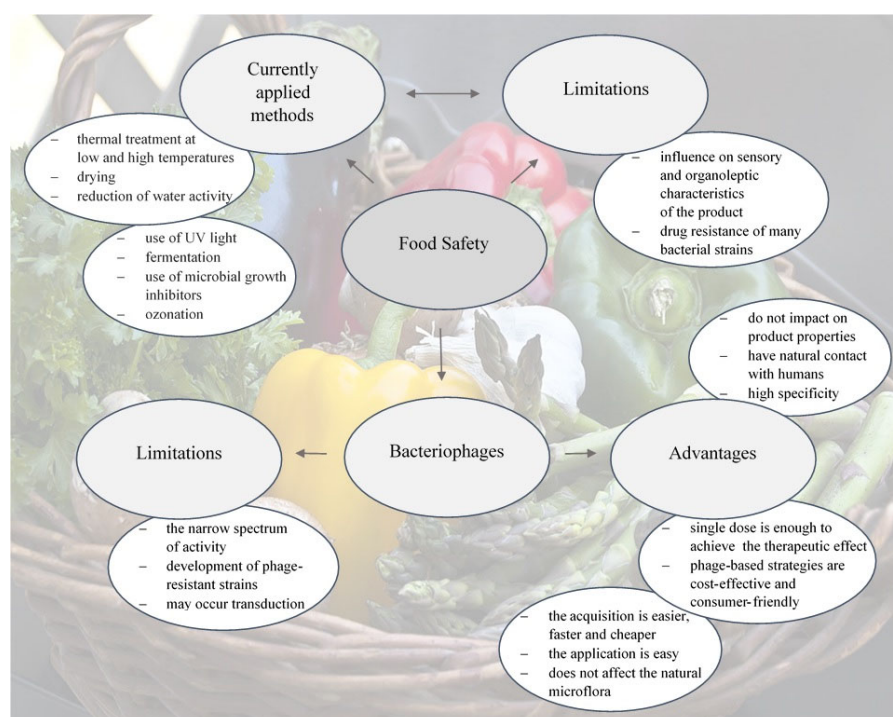 Currently
applied
methods
Limitations
– thermal treatment at
low and high temperatures
– drying
– reduction of water activity
– influence on sensory
and organoleptic
characteristics
of the product
– drug resistance of many
bacterial strains
– use of UV light
– fermentation
– use of microbial growth
inhibitors
– ozonation
Food Safety
– do not impact on
product properties
– have natural contact
with humans
– high specificity
Limitations
Bacteriophages
Advantages
– the narrow spectrum
of activity
– development of phage-
resistant strains
– may occur transduction
– single dose is enough to
achieve the therapeutic effect
– phage-based strategies are
cost-effective and
consumer-friendly
– the acquisition is easier,
faster and cheaper
– the application is easy
– does not affect the natural
microflora